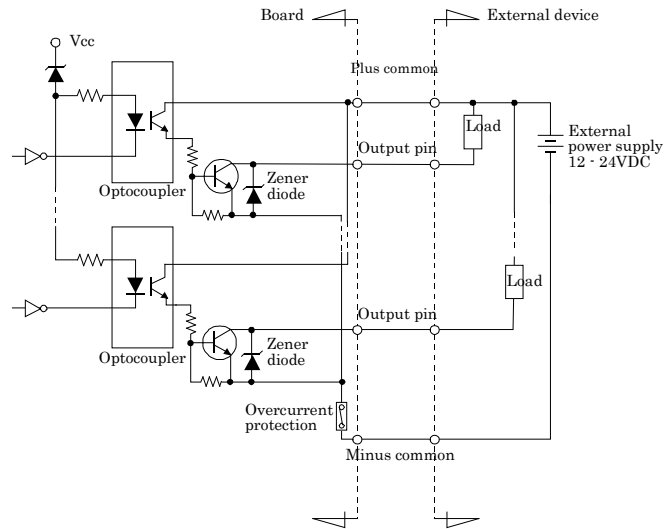 Board
External device
Vcc
Plus common
Load
External
power supply
12 - 24VDC
Output pin
Optocoupler
Zener
diode
Load
Output pin
Optocoupler
Zener
diode
Overcurrent
protection
Minus common